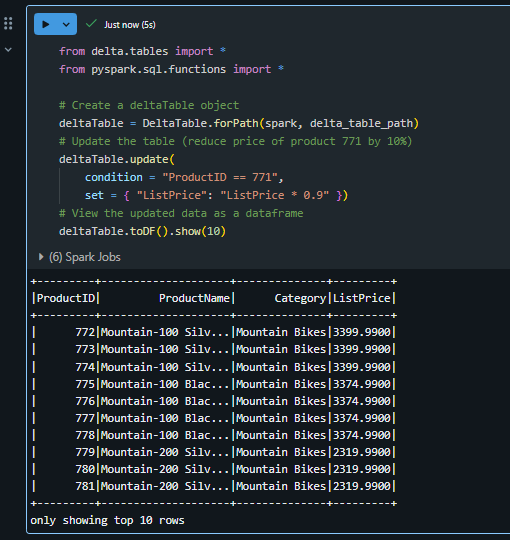 Just now (5s)
from delta.tables import *
from pyspark.sql.functions import *
# Create a deltaTable object
deltaTable = DeltaTable.forPath(spark, delta_table_path)
# Update the table (reduce price of product 771 by 10%)
deltaTable.update(
    condition = "ProductID == 771",
    set = { "ListPrice": "ListPrice * 0.9" })
# View the updated data as a dataframe
deltaTable.toDF().show(10)
(6) Spark Jobs
+---------+--------------------+--------------+---------+
|ProductID|         ProductName|      Category|ListPrice|
+---------+--------------------+--------------+---------+
|      772|Mountain-100 Silv...|Mountain Bikes|3399.9900|
|      773|Mountain-100 Silv...|Mountain Bikes|3399.9900|
|      774|Mountain-100 Silv...|Mountain Bikes|3399.9900|
|      775|Mountain-100 Blac...|Mountain Bikes|3374.9900|
|      776|Mountain-100 Blac...|Mountain Bikes|3374.9900|
|      777|Mountain-100 Blac...|Mountain Bikes|3374.9900|
|      778|Mountain-100 Blac...|Mountain Bikes|3374.9900|
|      779|Mountain-200 Silv...|Mountain Bikes|2319.9900|
|      780|Mountain-200 Silv...|Mountain Bikes|2319.9900|
|      781|Mountain-200 Silv...|Mountain Bikes|2319.9900|
+---------+--------------------+--------------+---------+
only showing top 10 rows